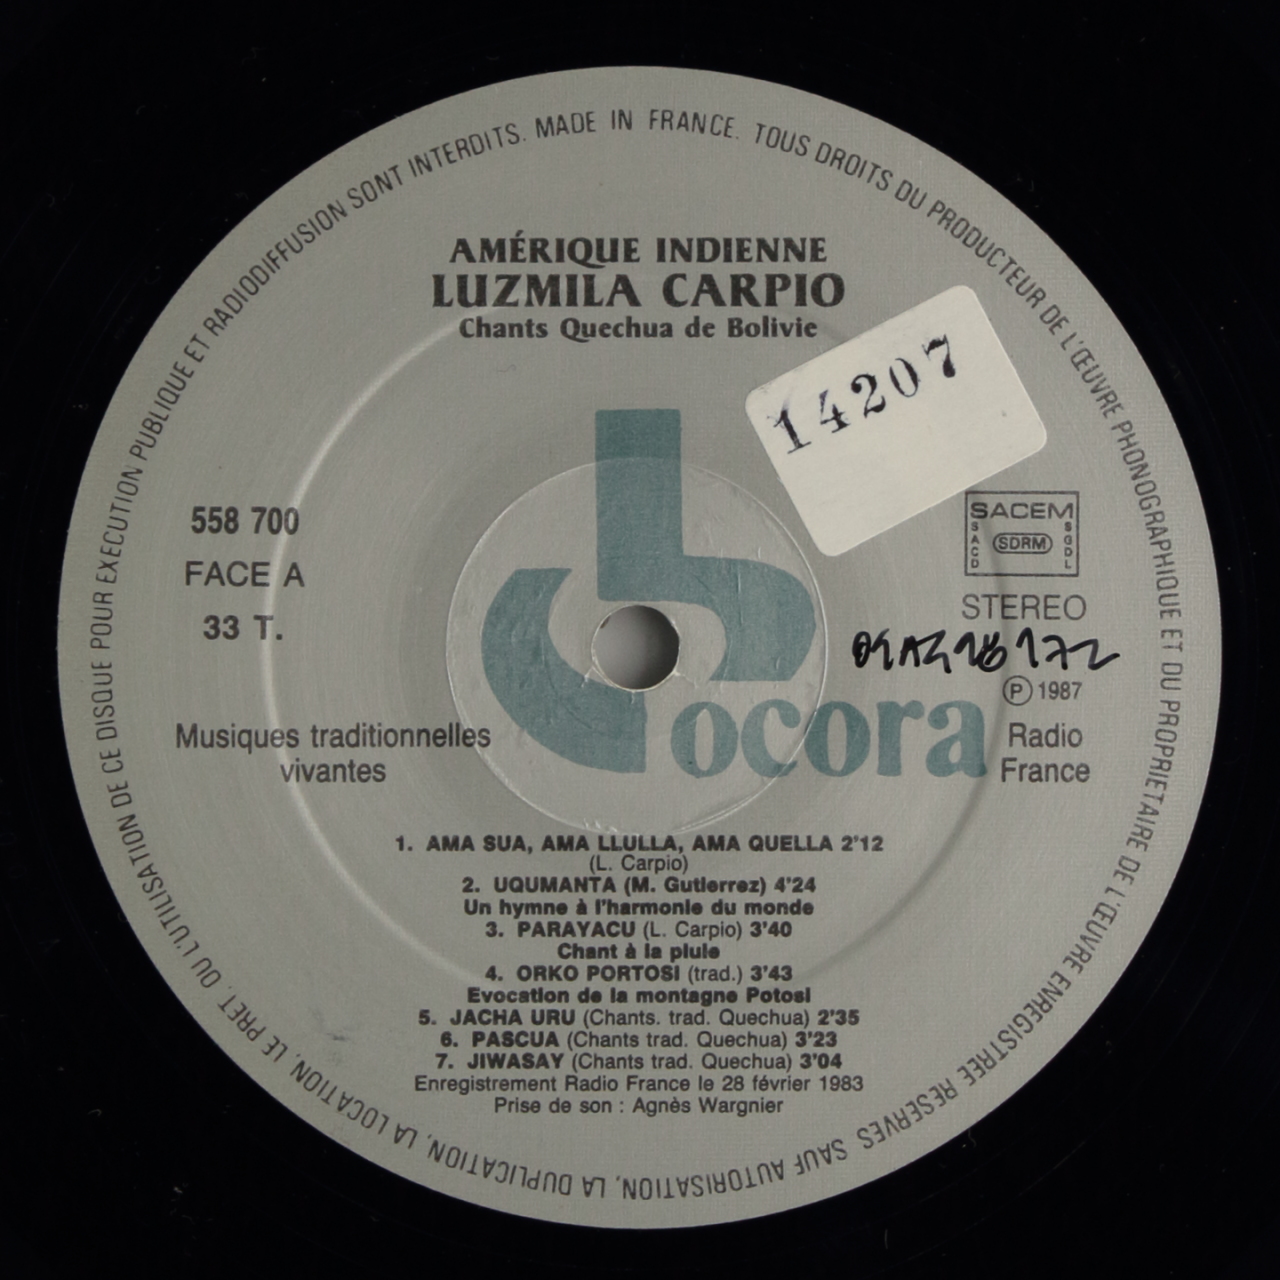 TOUS DROITS DU PRODUCTEUR DE L'ŒUVRE PHONOGRAPHIQUE ET DU PROPRIETAIRE DE L'ŒUVRE ENREGISTREE RESERVES SAUF AUTORISATION, LA DUPLICATION, LA LOCATION, LE PRET, OU L'UTILISATION DE CE DISQUE POUR EXECUTION PUBLIQUE ET RADIODIFFUSION SONT INTERDITS. MADE IN FRANCE.
AMÉRIQUE INDIENNE
LUZMILA CARPIO
Chants Quechua de Bolivie
14207
558 700
FACE A
33 T.
SACEM
SACD
SDRM
SGDL
STEREO
Ⓟ 1987
Radio
France
ocora
Musiques traditionnelles
vivantes
1. AMA SUA, AMA LLULLA, AMA QUELLA 2'12
(L. Carpio)
2. UQUMANTA (M. Gutierrez) 4'24
Un hymne à l'harmonie du monde
3. PARAYACU (L. Carpio) 3'40
Chant à la pluie
4. ORKO PORTOSI (trad.) 3'43
Evocation de la montagne Potosi
5. JACHA URU (Chants. trad. Quechua) 2'35
6. PASCUA (Chants trad. Quechua) 3'23
7. JIWASAY (Chants trad. Quechua) 3'04
Enregistrement Radio France le 28 février 1983
Prise de son : Agnès Wargnier